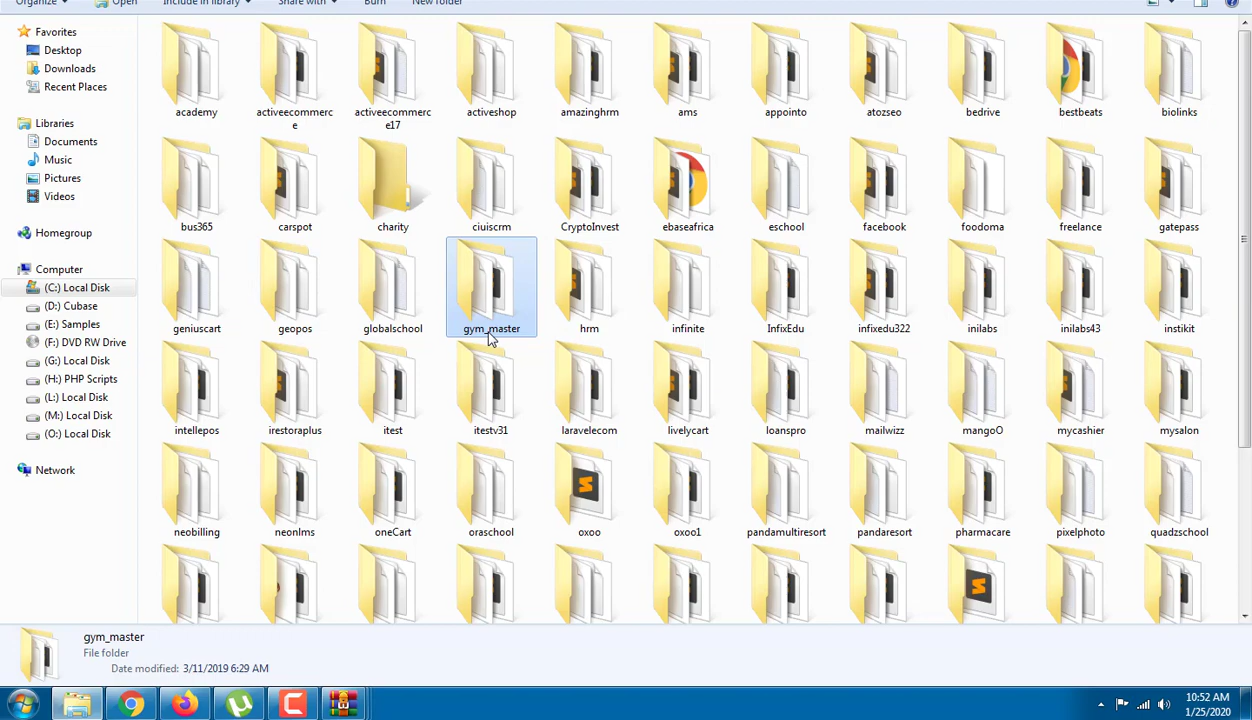 Organize
Open
Include in library
Share with
Burn
New folder
Favorites
Desktop
Downloads
Recent Places
Libraries
Documents
Music
Pictures
Videos
Homegroup
Computer
(C:) Local Disk
(D:) Cubase
(E:) Samples
(F:) DVD RW Drive
(G:) Local Disk
(H:) PHP Scripts
(L:) Local Disk
(M:) Local Disk
(O:) Local Disk
Network
academy
activeecommerc
e
activeecommerc
e17
activeshop
amazinghrm
ams
appointo
atozseo
bedrive
bestbeats
biolinks
bus365
carspot
charity
ciuiscrm
CryptoInvest
ebaseafrica
eschool
facebook
foodoma
freelance
gatepass
geniuscart
geopos
globalschool
gym_master
hrm
infinite
InfixEdu
infixedu322
inilabs
inilabs43
instikit
intellepos
irestoraplus
itest
itestv31
laravelecom
livelycart
loanspro
mailwizz
mangoO
mycashier
mysalon
neobilling
neonlms
oneCart
oraschool
oxoo
oxoo1
pandamultiresort
pandaresort
pharmacare
pixelphoto
quadzschool
gym_master
File folder
Date modified: 3/11/2019 6:29 AM
10:52 AM
1/25/2020